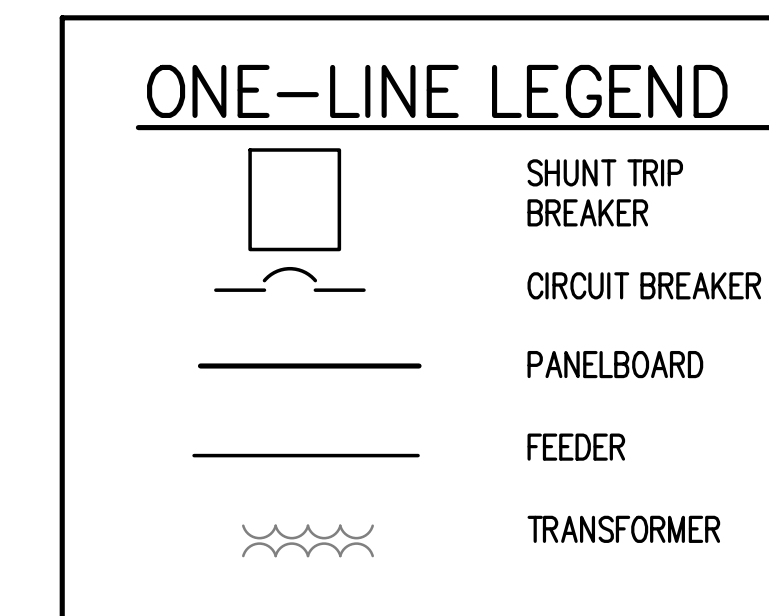 ONE-LINE LEGEND
SHUNT TRIP
BREAKER
CIRCUIT BREAKER
PANELBOARD
FEEDER
TRANSFORMER